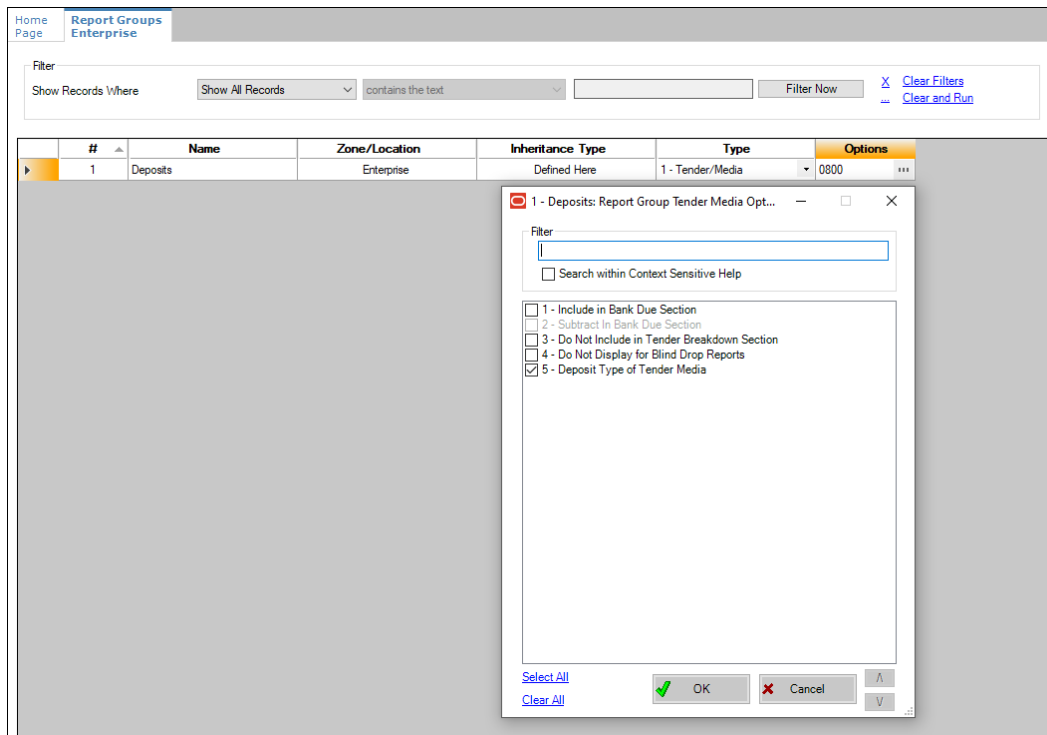 Home Page
Report Groups Enterprise
Filter
Show Records Where
Show All Records
contains the text
Filter Now
X Clear Filters
... Clear and Run
# Name Zone/Location Inheritance Type Type Options
1 Deposits Enterprise Defined Here 1 - Tender/Media 0800 ...
1 - Deposits: Report Group Tender Media Opt...
Filter
Search within Context Sensitive Help
1 - Include in Bank Due Section
2 - Subtract In Bank Due Section
3 - Do Not Include in Tender Breakdown Section
4 - Do Not Display for Blind Drop Reports
5 - Deposit Type of Tender Media
Select All
OK
Cancel
Clear All